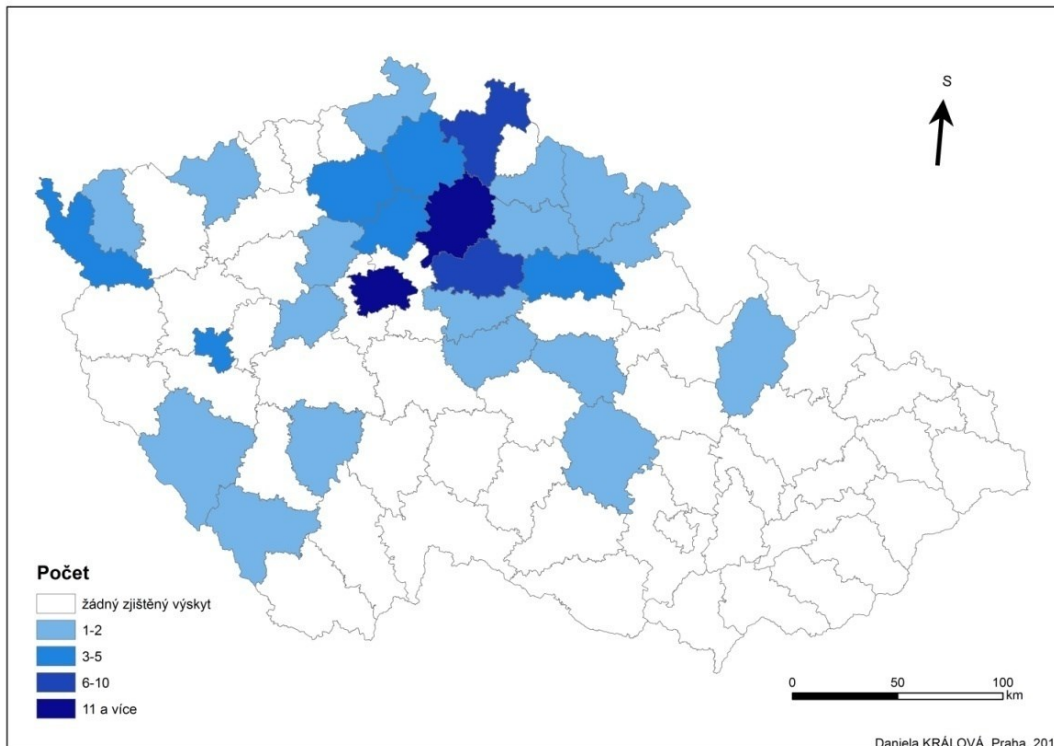 S
Počet
žádný zjištěný výskyt
1-2
3-5
6-10
11 a více
0 50 100
km
Daniela KRÁLOVÁ, Praha, 201